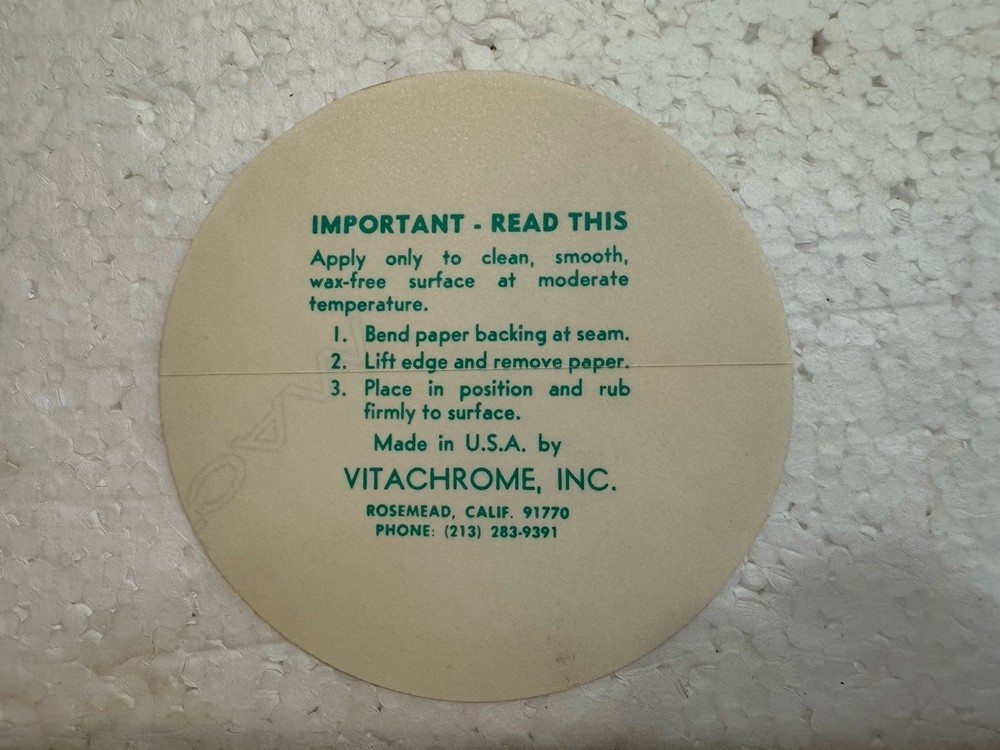 IMPORTANT - READ THIS
Apply only to clean, smooth,
wax-free surface at moderate
temperature.
1. Bend paper backing at seam.
2. Lift edge and remove paper.
3. Place in position and rub
firmly to surface.
Made in U.S.A. by
VITACHROME, INC.
ROSEMEAD, CALIF. 91770
PHONE: (213) 283-9391